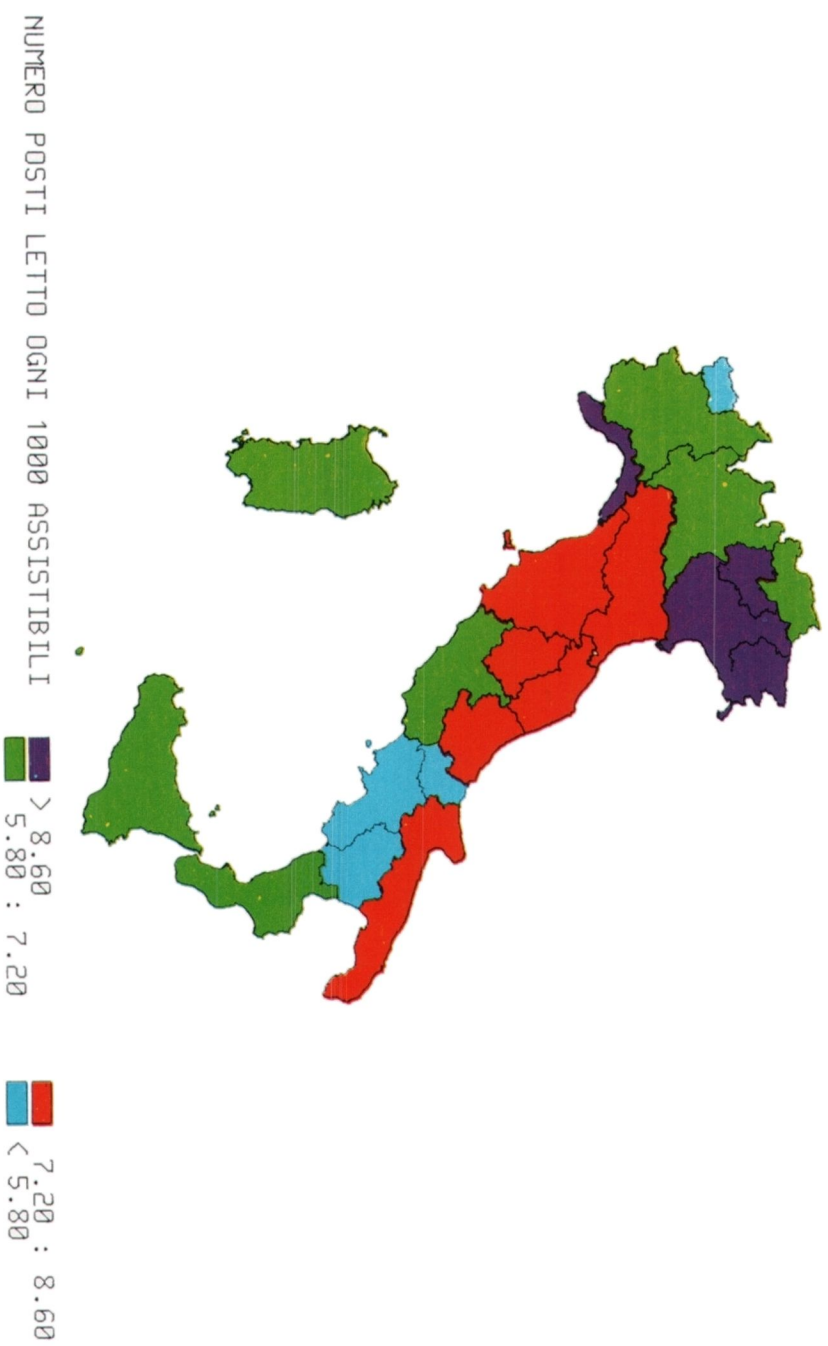 NUMERO POSTI LETTO OGNI 1000 ASSISTIBILI
> 8.60
7.20 : 8.60
5.80 : 7.20
< 5.80